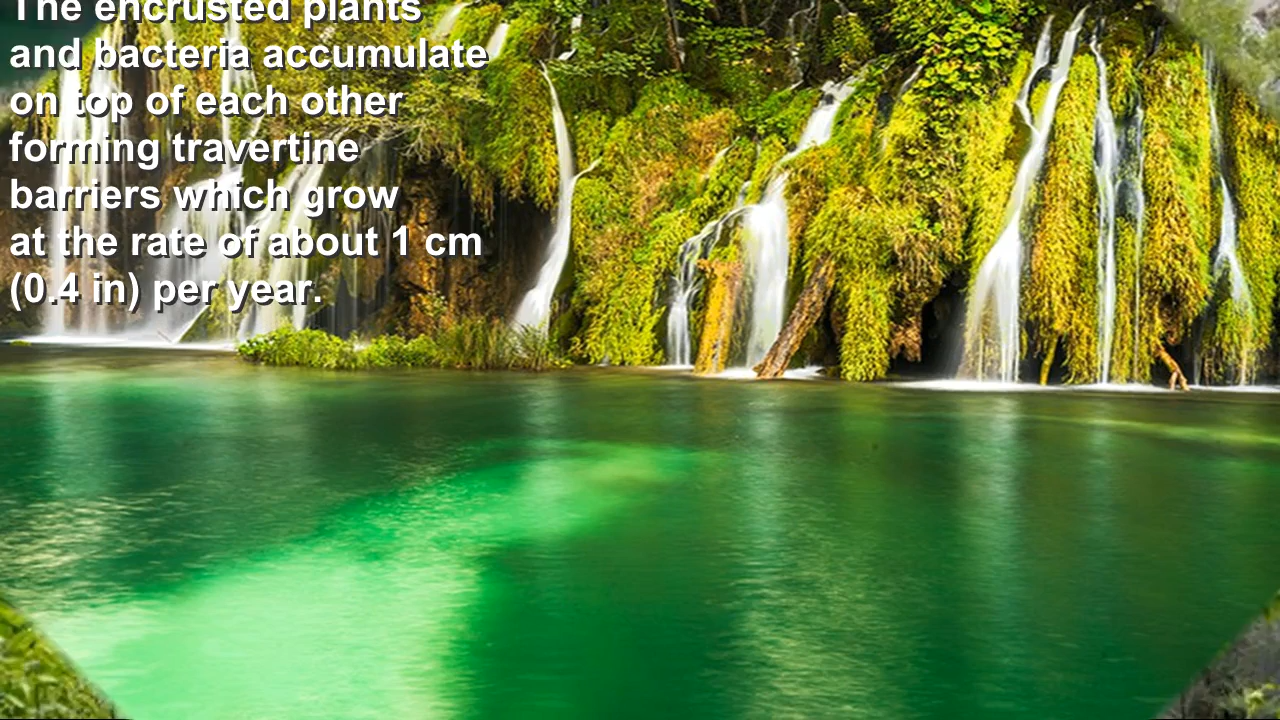 The encrusted plants
and bacteria accumulate
on top of each other
forming travertine
barriers which grow
at the rate of about 1 cm
(0.4 in) per year.